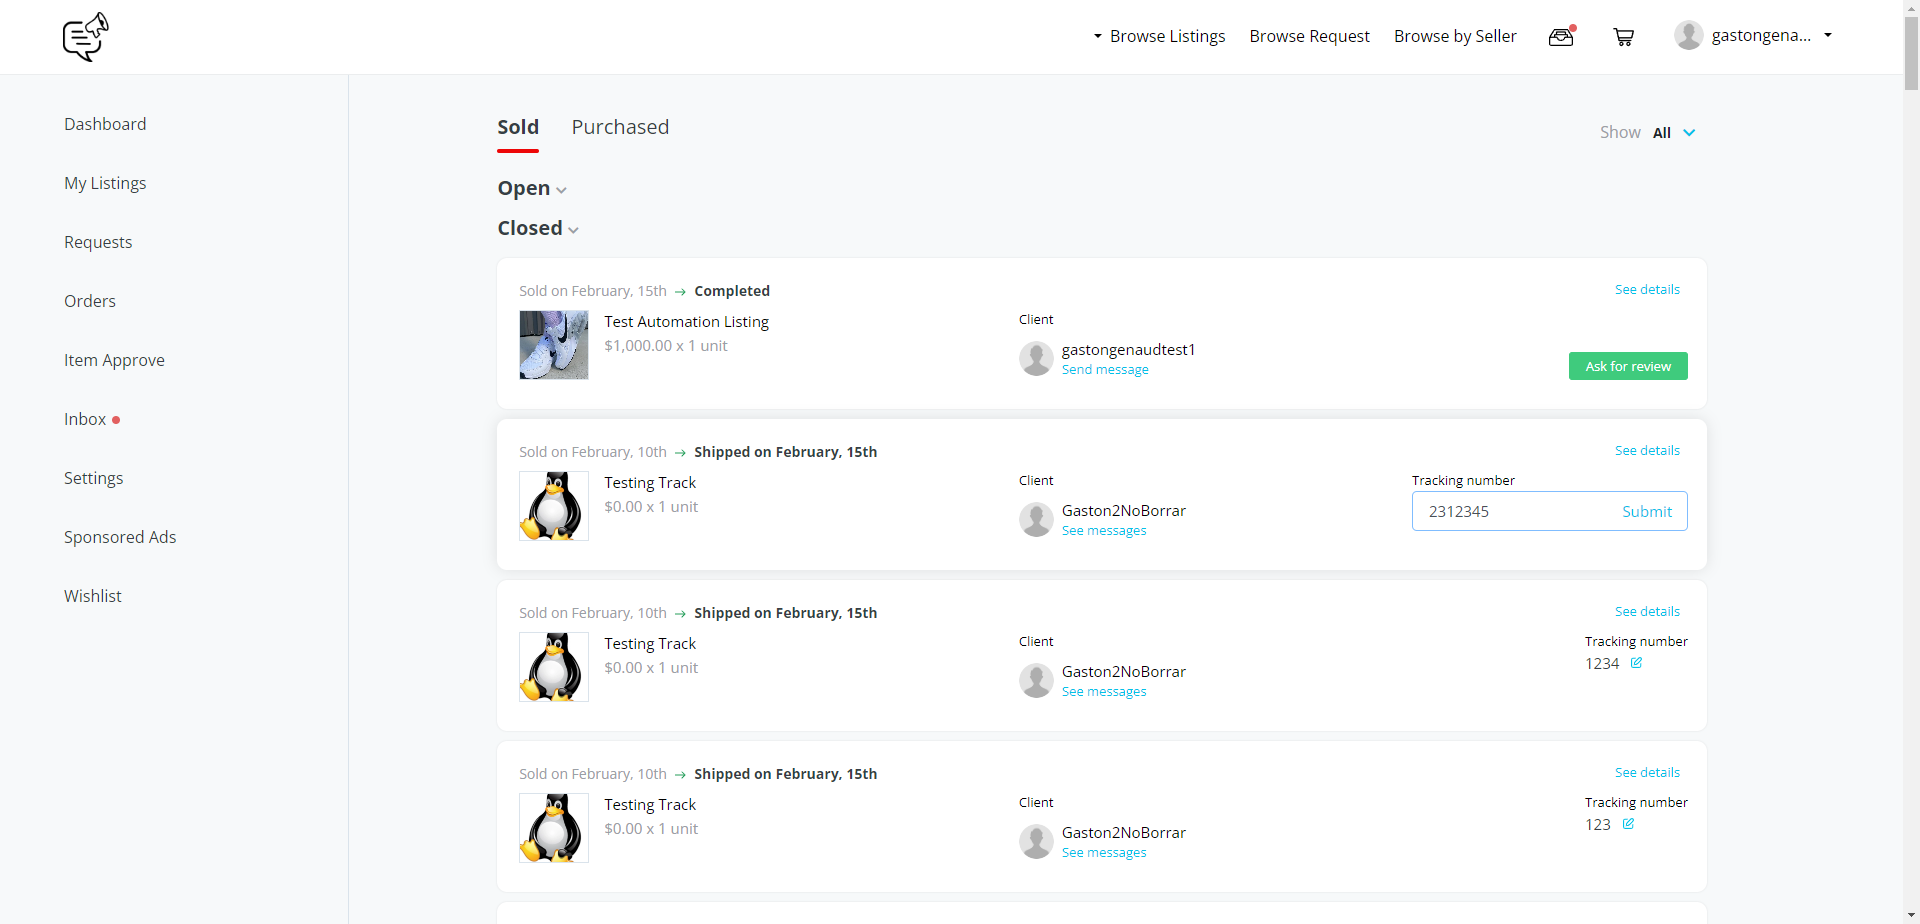 Browse Listings
Browse Request
Browse by Seller
gastongena...
Dashboard
My Listings
Requests
Orders
Item Approve
Inbox
Settings
Sponsored Ads
Wishlist
Sold
Purchased
Show All
Open
Closed
Sold on February, 15th → Completed
See details
Test Automation Listing
$1,000.00 x 1 unit
Client
gastongenaudtest1
Send message
Ask for review
Sold on February, 10th → Shipped on February, 15th
See details
Testing Track
$0.00 x 1 unit
Client
Gaston2NoBorrar
See messages
Tracking number
2312345 Submit
Sold on February, 10th → Shipped on February, 15th
See details
Testing Track
$0.00 x 1 unit
Client
Gaston2NoBorrar
See messages
Tracking number
1234
Sold on February, 10th → Shipped on February, 15th
See details
Testing Track
$0.00 x 1 unit
Client
Gaston2NoBorrar
See messages
Tracking number
123